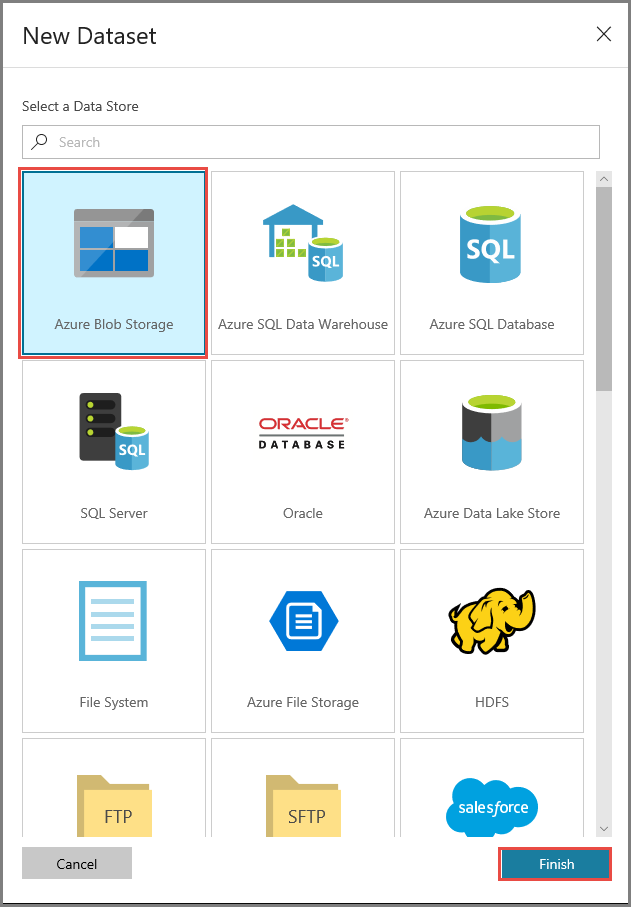 New Dataset
Select a Data Store
Search
SQL
SQL
Azure Blob Storage
Azure SQL Data Warehouse
Azure SQL Database
SQL
ORACLE®
DATABASE
SQL Server
Oracle
Azure Data Lake Store
File System
Azure File Storage
HDFS
FTP
SFTP
salesforce
Cancel
Finish